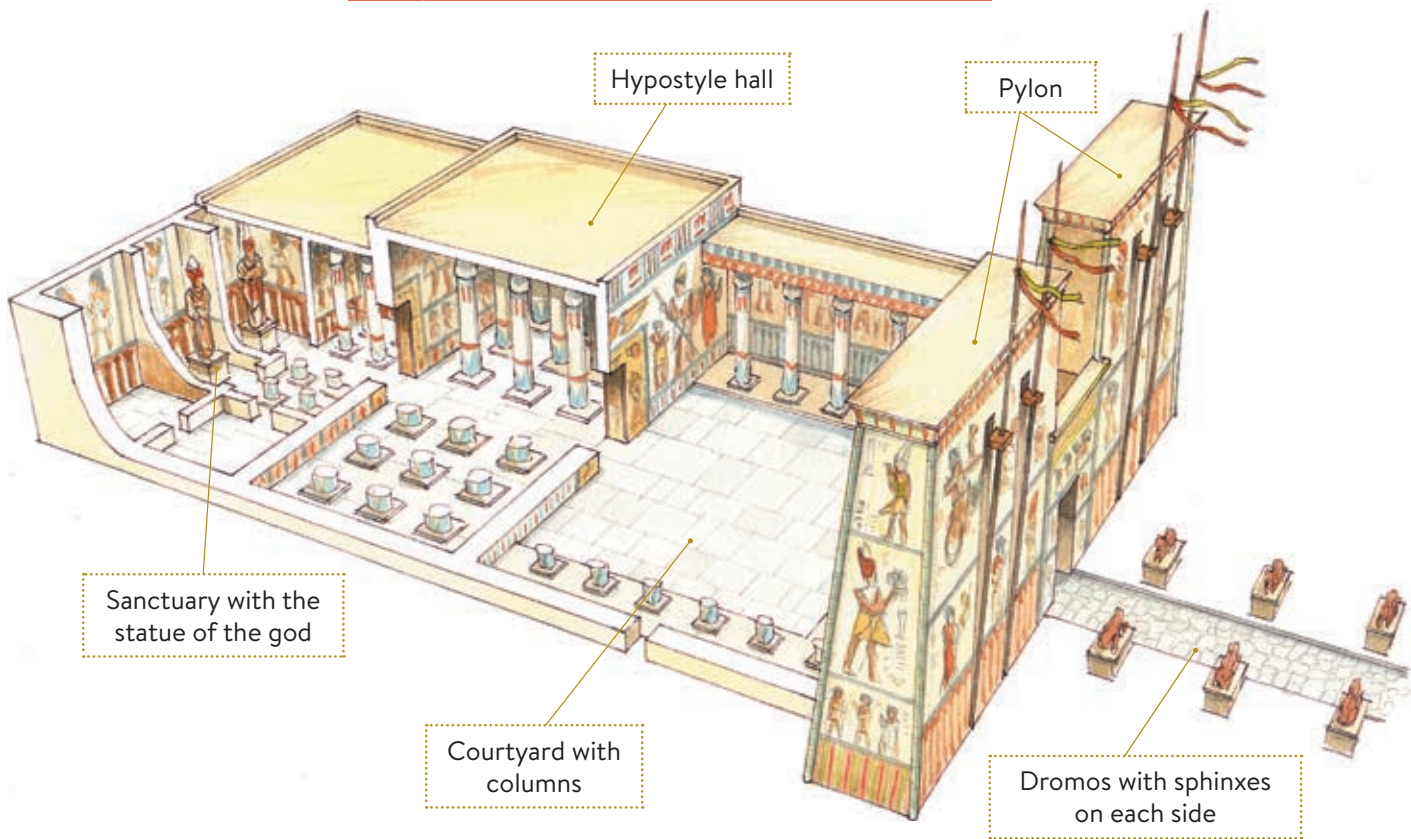 Hypostyle hall
Pylon
Sanctuary with the
statue of the god
Courtyard with
columns
Dromos with sphinxes
on each side